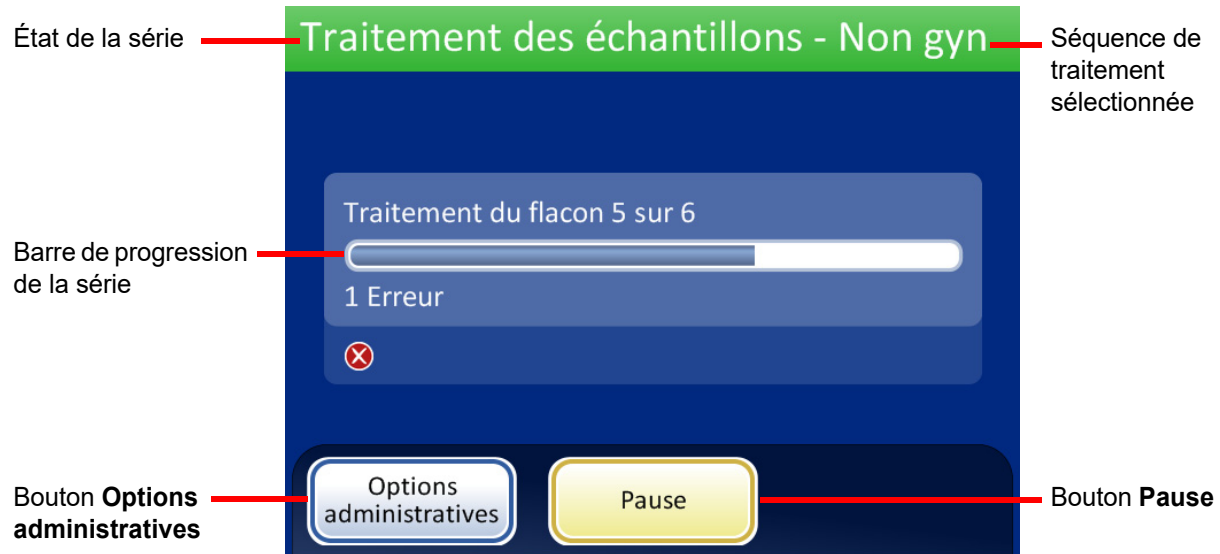 État de la série
Traitement des échantillons - Non gyn
Séquence de
traitement
sélectionnée
Traitement du flacon 5 sur 6
Barre de progression
de la série
1 Erreur
Bouton Options
administratives
Options
administratives
Pause
Bouton Pause